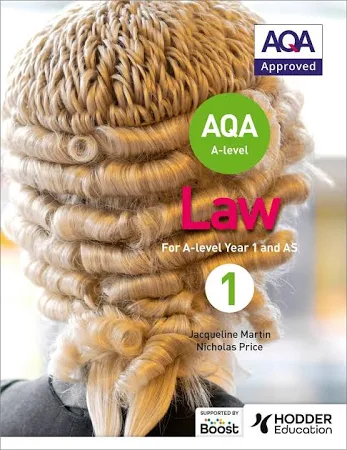 AQA
Approved
AQA
A-level
Law
For A-level Year 1 and AS
1
Jacqueline Martin
Nicholas Price
SUPPORTED BY
Boost
HODDER
Education